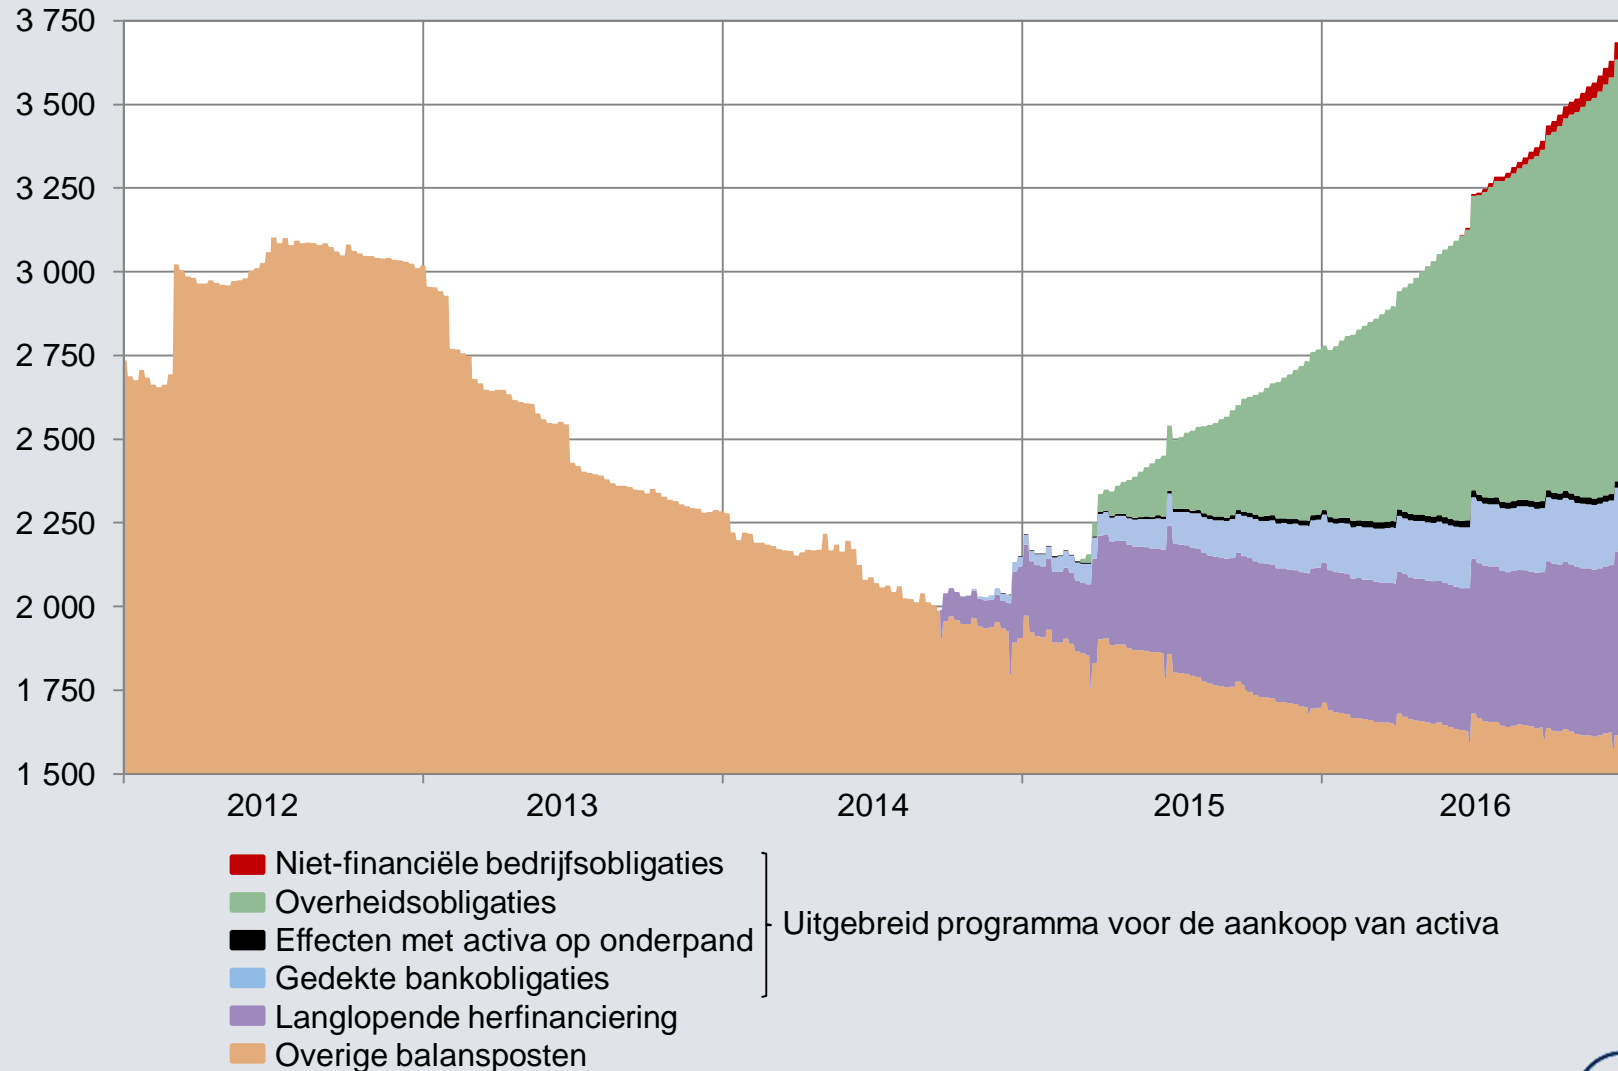 3 750
3 500
3 250
3 000
2 750
2 500
2 250
2 000
1 750
1 500
2012 2013 2014 2015 2016
Niet-financiële bedrijfsobligaties
Overheidsobligaties
Effecten met activa op onderpand
Gedekte bankobligaties
Uitgebreid programma voor de aankoop van activa
Langlopende herfinanciering
Overige balansposten